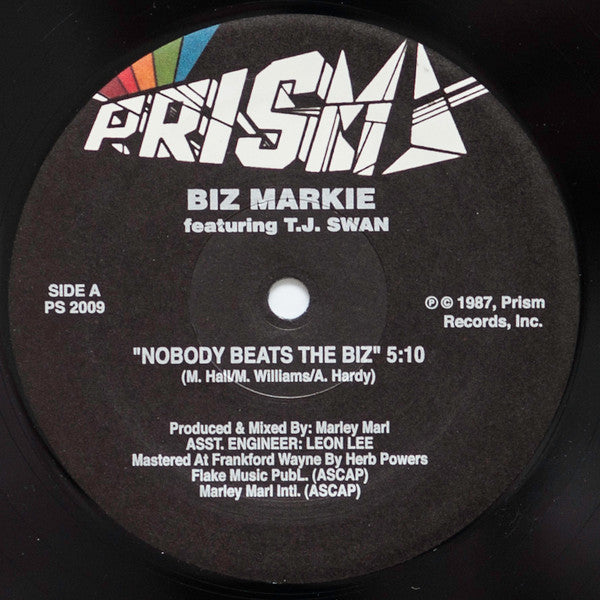 PRISM
BIZ MARKIE
featuring T.J. SWAN
SIDE A
PS 2009
℗ © 1987, Prism
Records, Inc.
"NOBODY BEATS THE BIZ" 5:10
(M. Hall/M. Williams/A. Hardy)
Produced & Mixed By: Marley Marl
ASST. ENGINEER: LEON LEE
Mastered At Frankford Wayne By Herb Powers
Flake Music PubL. (ASCAP)
Marley Marl Intl. (ASCAP)